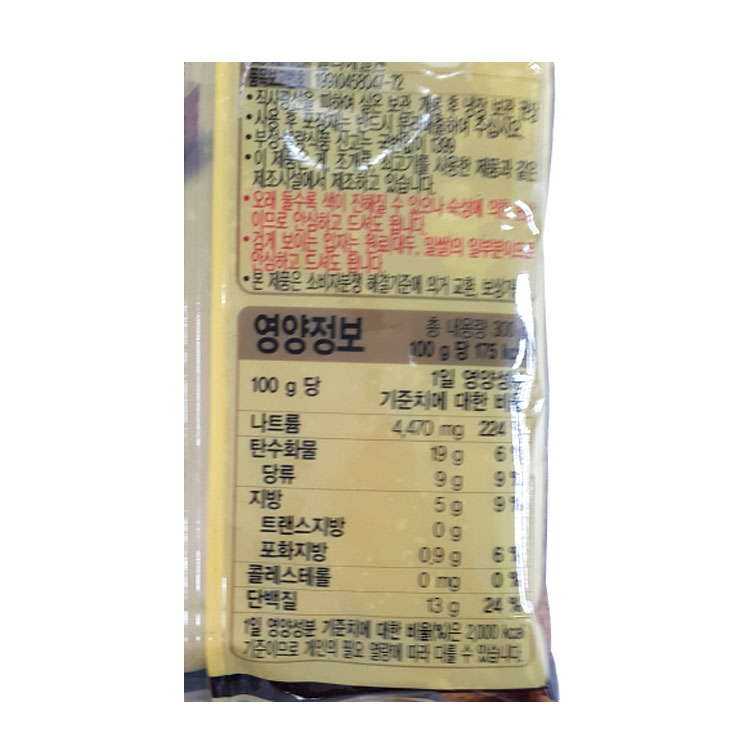 품목보고번호 19910458047-72
•직사광선을 피하여 실온 보관, 개봉 후 냉장 보관
•사용 후 포장재는 반드시 분리배출하여 주십시오.
•부정·불량식품 신고는 국번없이 1399
•이 제품은 게, 조개류, 쇠고기를 사용한 제품과 같은
제조시설에서 제조하고 있습니다.
•오래 둘수록 색이 진해질 수 있으나 숙성에 의한
이므로 안심하고 드셔도 됩니다.
•검게 보이는 입자는 원료(대두, 밀쌀)의 일부분이므로
안심하고 드셔도 됩니다.
•본 제품은 소비자분쟁 해결기준에 의거 교환, 보상
영양정보
총 내용량 300
100 g 당 175
100 g 당
1일 영양성분
기준치에 대한 비율
나트륨 4,470 mg 224
탄수화물 19 g 6 %
당류 9 g 9 %
지방 5 g 9 %
트랜스지방 0 g
포화지방 0.9 g 6 %
콜레스테롤 0 mg 0 %
단백질 13 g 24 %
1일 영양성분 기준치에 대한 비율(%)은 2,000 kcal
기준이므로 개인의 필요 열량에 따라 다를 수 있습니다.